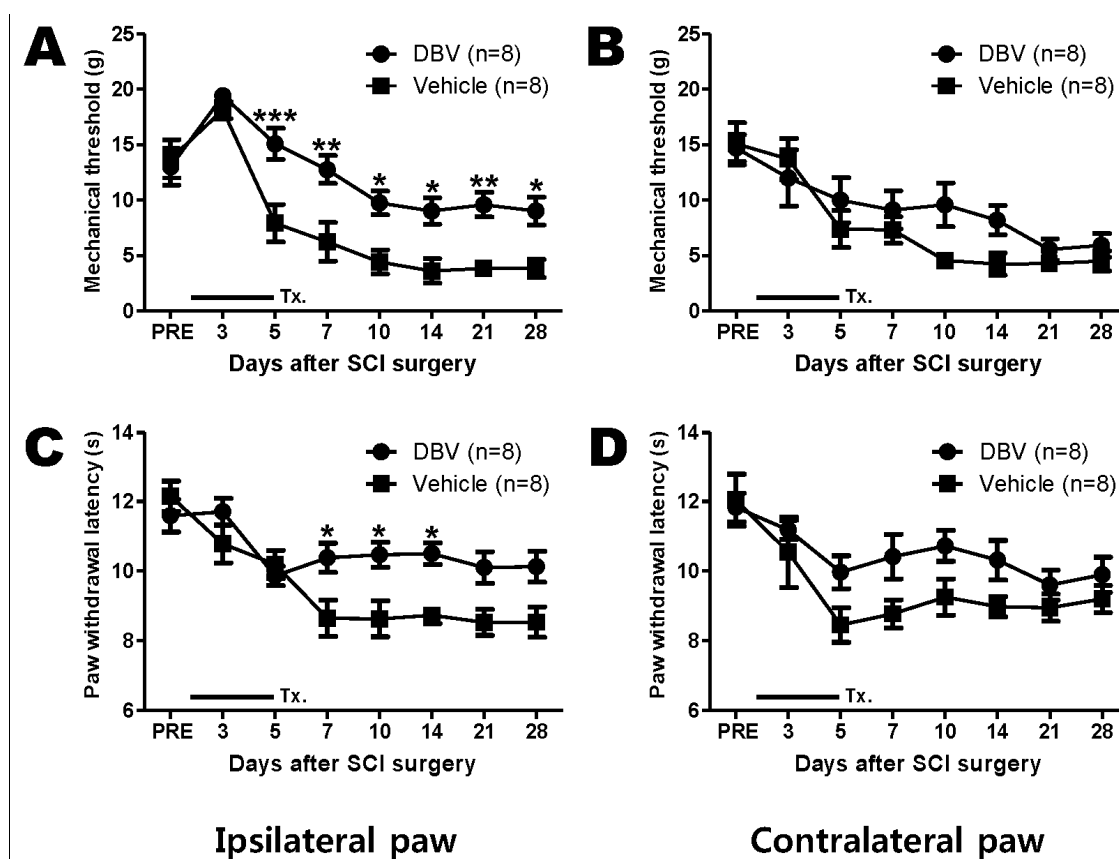 A
Mechanical threshold (g)
25
20
15
10
5
0
DBV (n=8)
Vehicle (n=8)
***
**
*
*
**
*
Tx.
PRE 3 5 7 10 14 21 28
Days after SCI surgery
B
Mechanical threshold (g)
25
20
15
10
5
0
DBV (n=8)
Vehicle (n=8)
Tx.
PRE 3 5 7 10 14 21 28
Days after SCI surgery
C
Paw withdrawal latency (s)
14
12
10
8
6
DBV (n=8)
Vehicle (n=8)
*
*
*
Tx.
PRE 3 5 7 10 14 21 28
Days after SCI surgery
D
Paw withdrawal latency (s)
14
12
10
8
6
DBV (n=8)
Vehicle (n=8)
Tx.
PRE 3 5 7 10 14 21 28
Days after SCI surgery
Ipsilateral paw
Contralateral paw